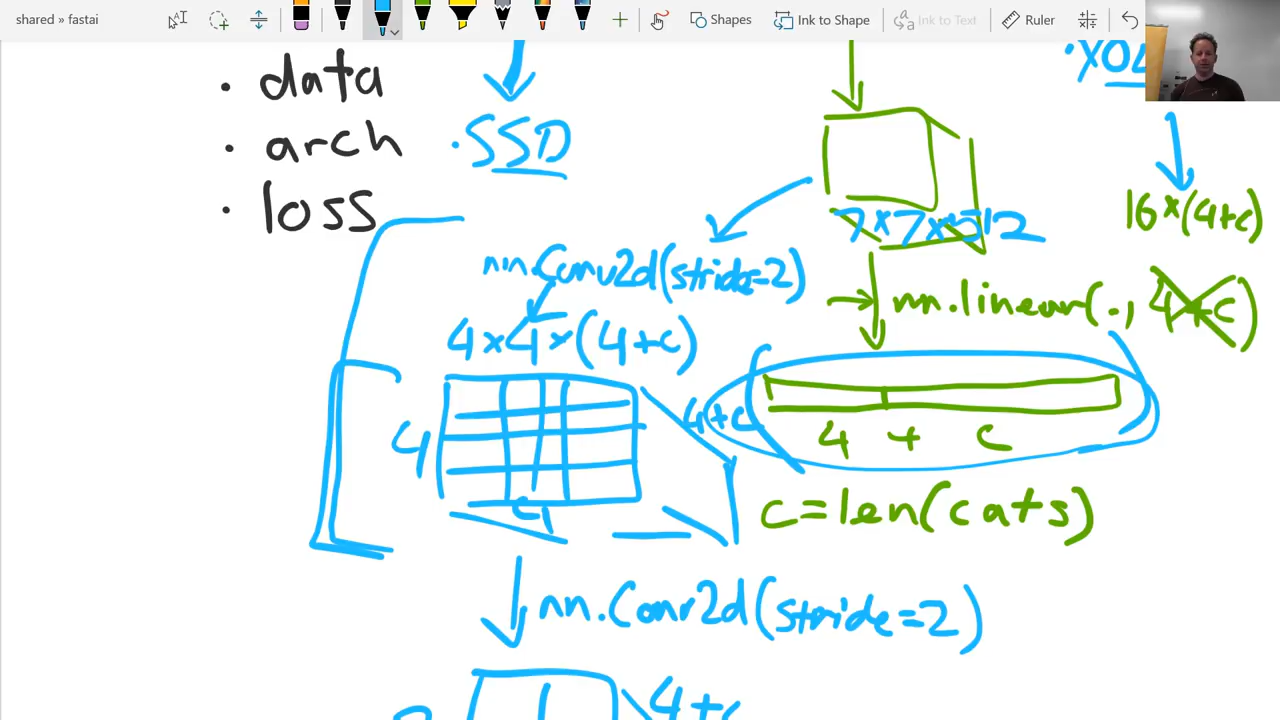 shared » fastai
Shapes
Ink to Shape
Ink to Text
Ruler
• data
• arch
• loss
• SSD
7x7x512
16x(4+c)
nn.Conv2d(stride=2)
nn.linear(., 4+c)
4x4x(4+c)
4
4
4+c
4 + c
c=len(cats)
nn.Conv2d(stride=2)
4+c